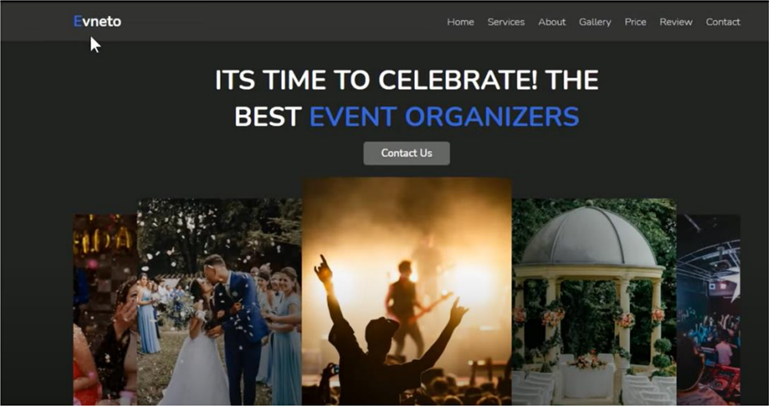 Evneto
Home Services About Gallery Price Review Contact
ITS TIME TO CELEBRATE! THE
BEST EVENT ORGANIZERS
Contact Us